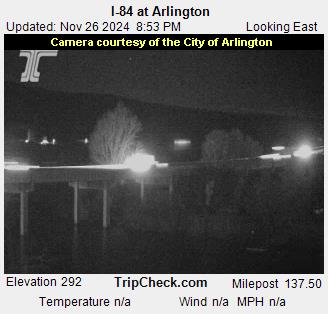 I-84 at Arlington
Updated: Nov 26 2024 8:53 PM Looking East
Camera courtesy of the City of Arlington
Elevation 292 TripCheck.com Milepost 137.50
Temperature n/a Wind n/a MPH n/a